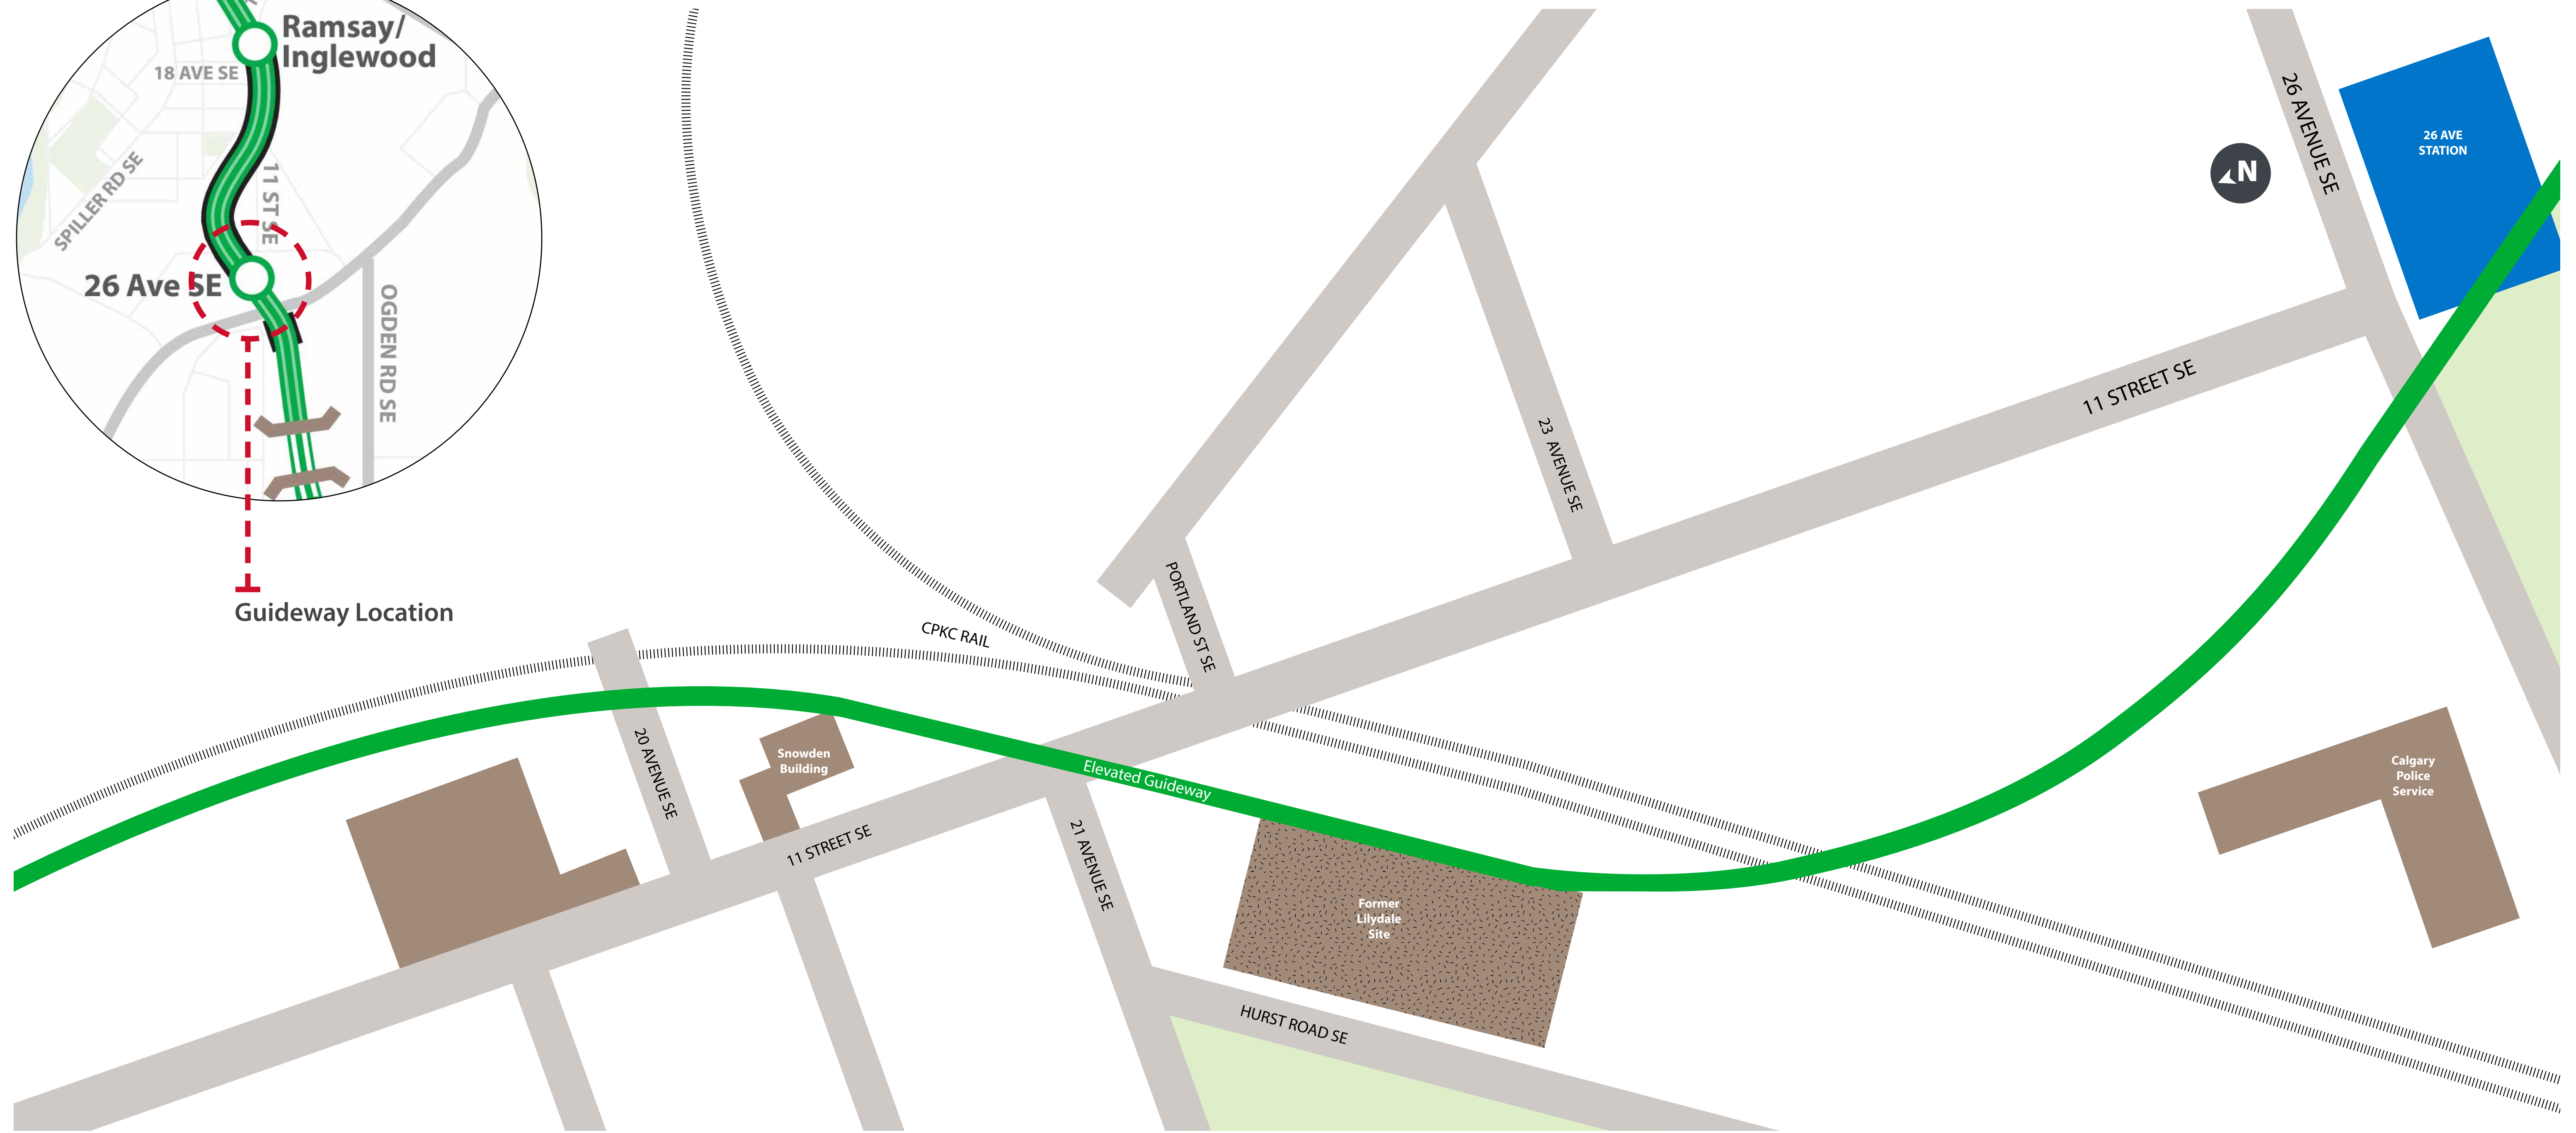 Ramsay/
Inglewood
18 AVE SE
SPILLER RD SE
11 ST SE
26 Ave SE
OGDEN RD SE
Guideway Location
26 AVENUE SE
26 AVE
STATION
N
11 STREET SE
23 AVENUE SE
PORTLAND ST SE
CPKC RAIL
20 AVENUE SE
Snowden
Building
Elevated Guideway
11 STREET SE
21 AVENUE SE
Former
Lilydale
Site
Calgary
Police
Service
HURST ROAD SE